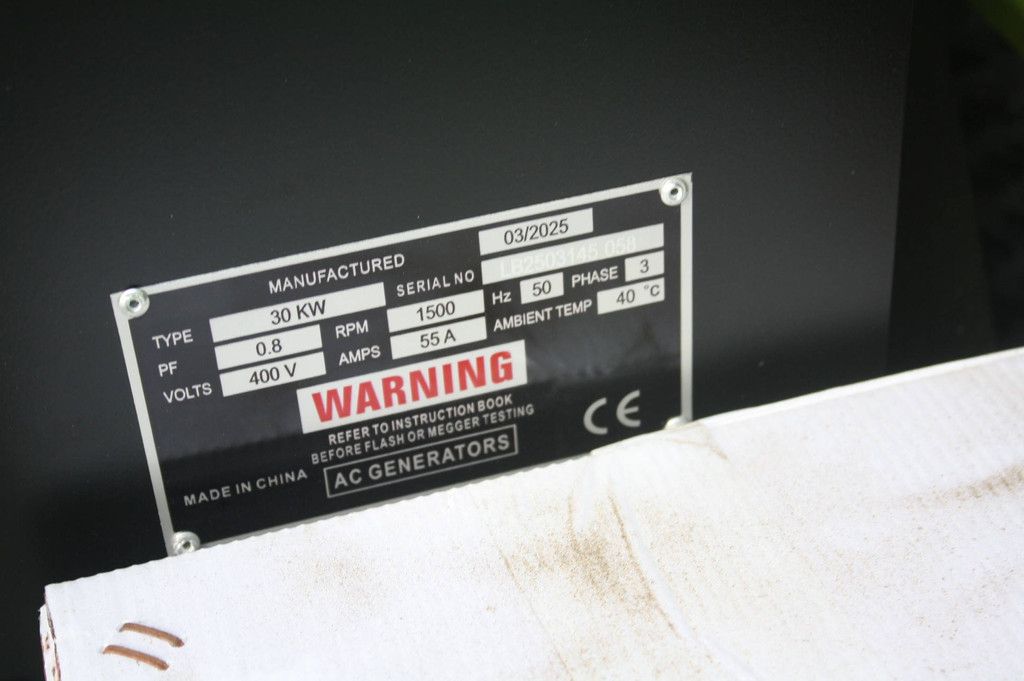 MANUFACTURED 03/2025
TYPE 30 KW SERIAL NO LB2503145 058
PF 0.8 RPM 1500 Hz 50 PHASE 3
VOLTS 400 V AMPS 55 A AMBIENT TEMP 40 °C
WARNING
REFER TO INSTRUCTION BOOK
BEFORE FLASH OR MEGGER TESTING
CE
MADE IN CHINA AC GENERATORS